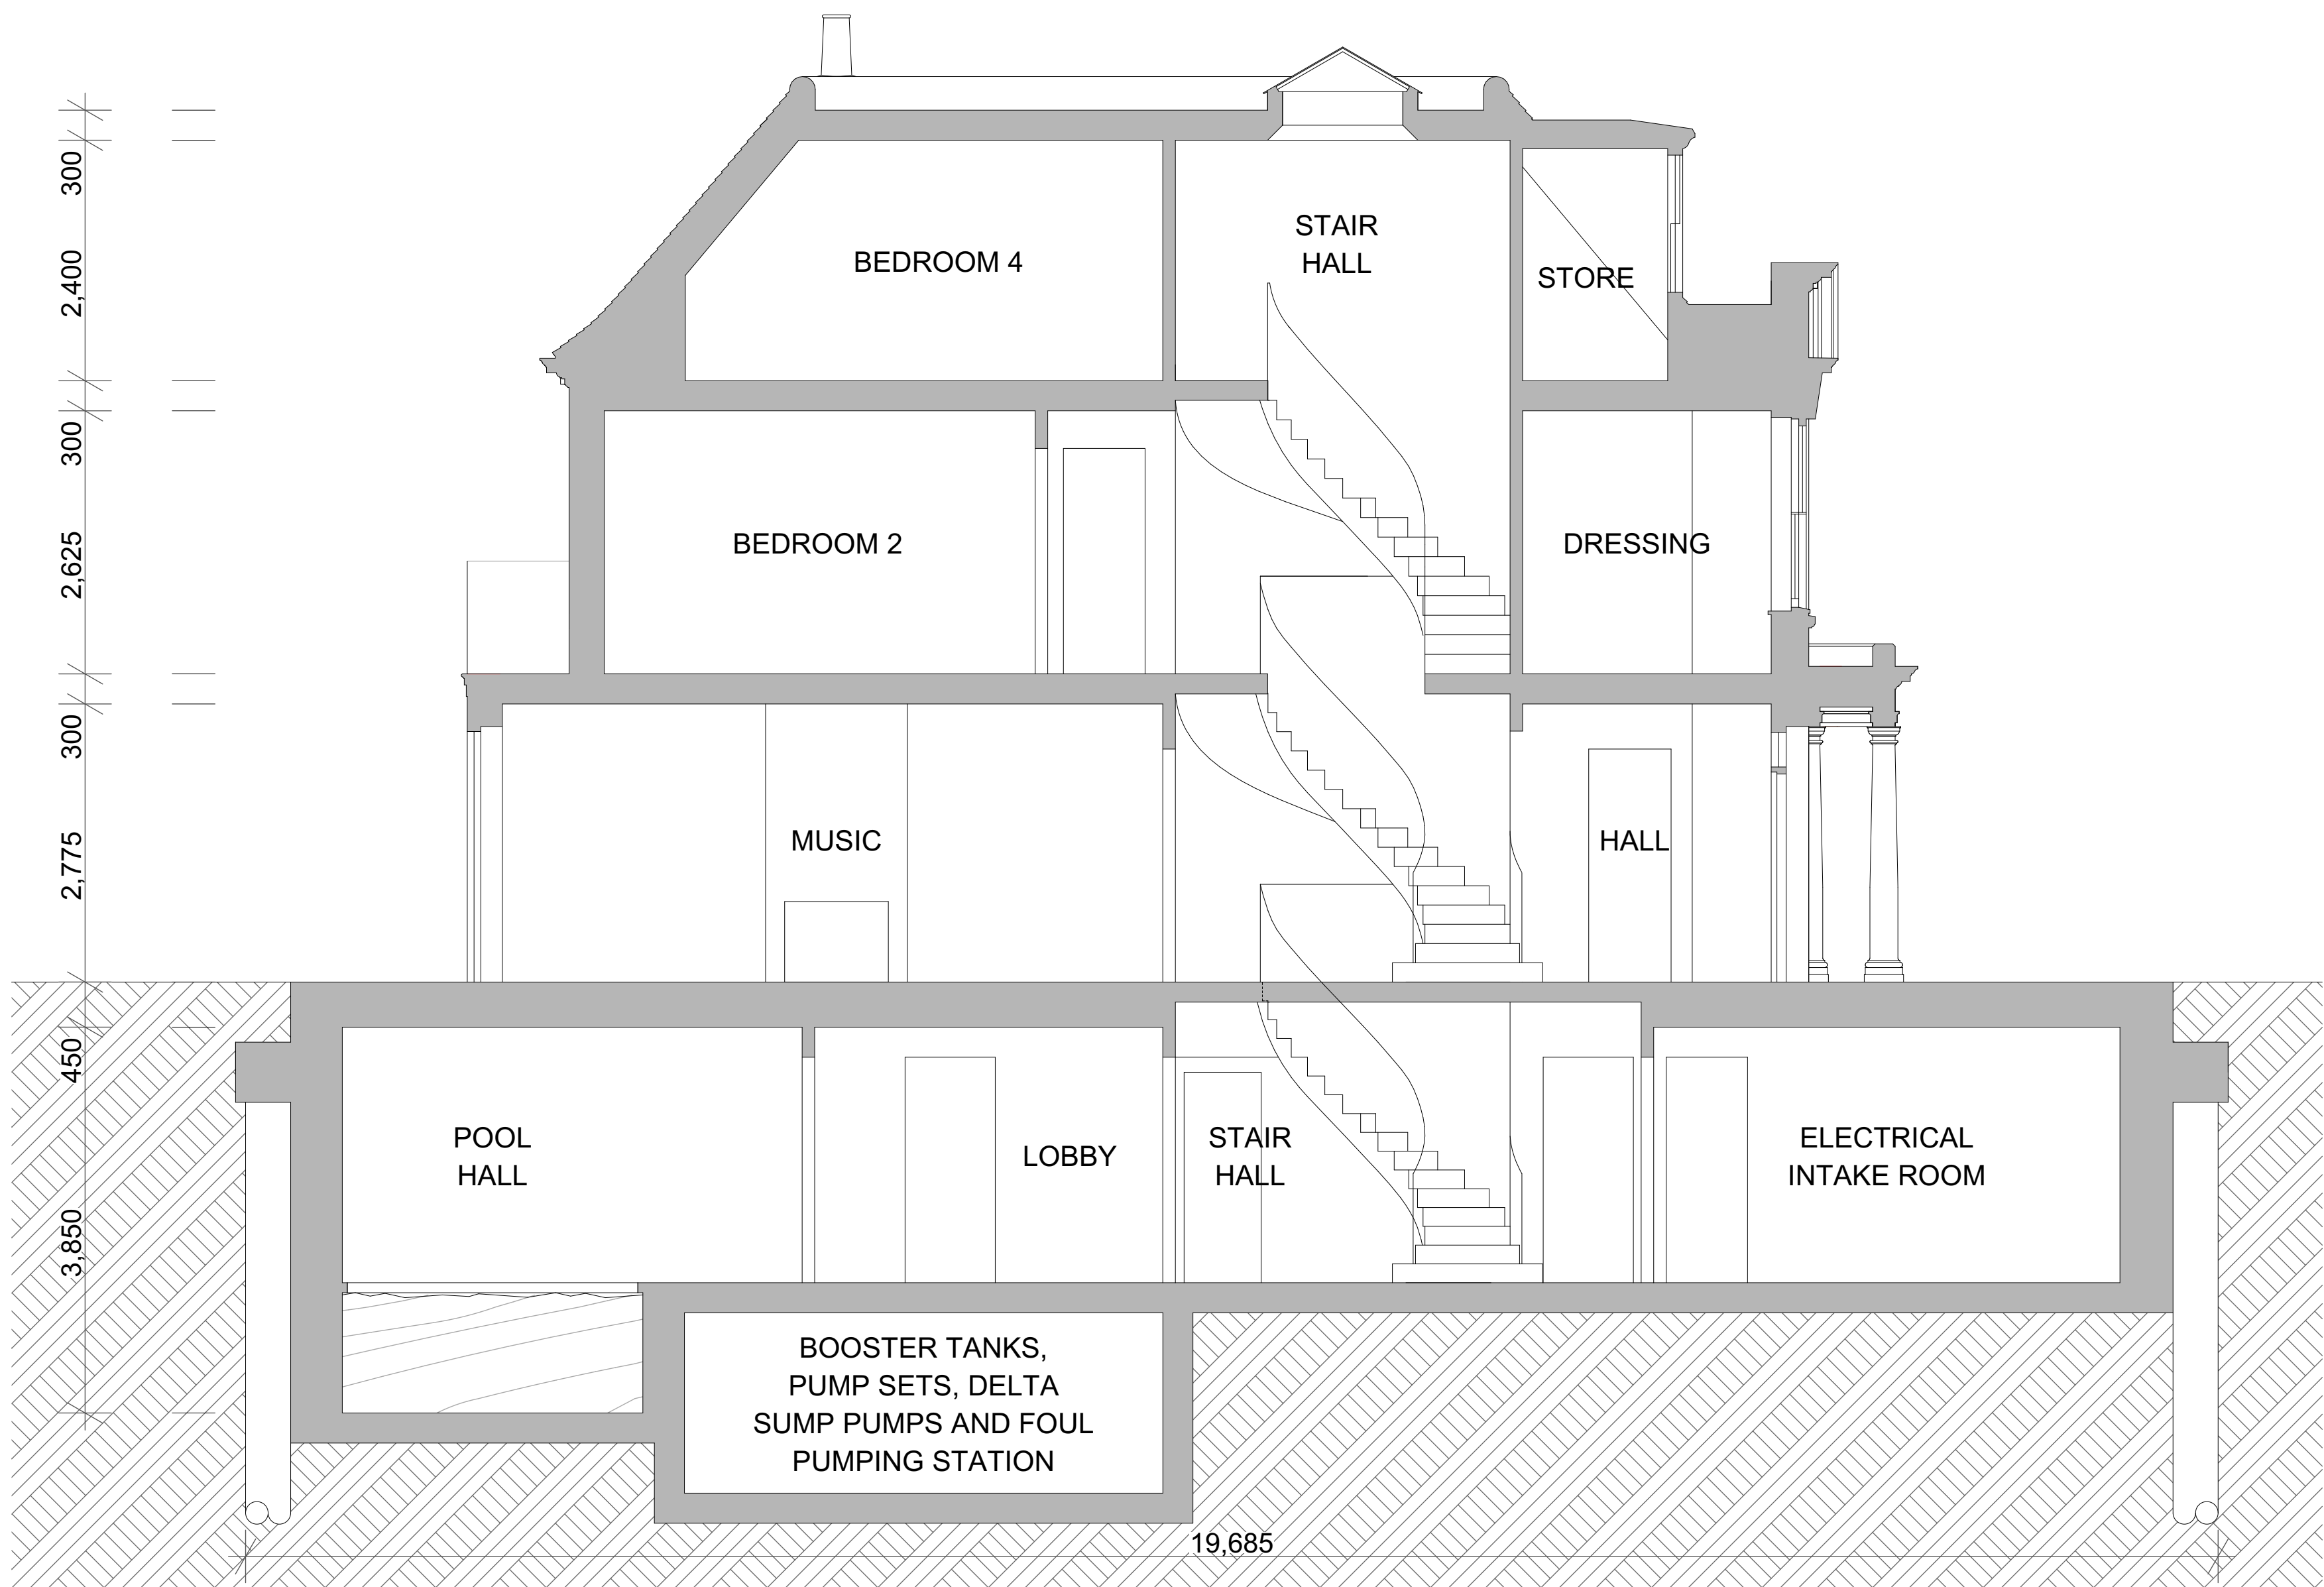 300
2,400
300
2,625
300
2,775
450
3,850
BEDROOM 4
STAIR
HALL
STORE
BEDROOM 2
DRESSING
MUSIC
HALL
POOL
HALL
LOBBY
STAIR
HALL
ELECTRICAL
INTAKE ROOM
BOOSTER TANKS,
PUMP SETS, DELTA
SUMP PUMPS AND FOUL
PUMPING STATION
19,685